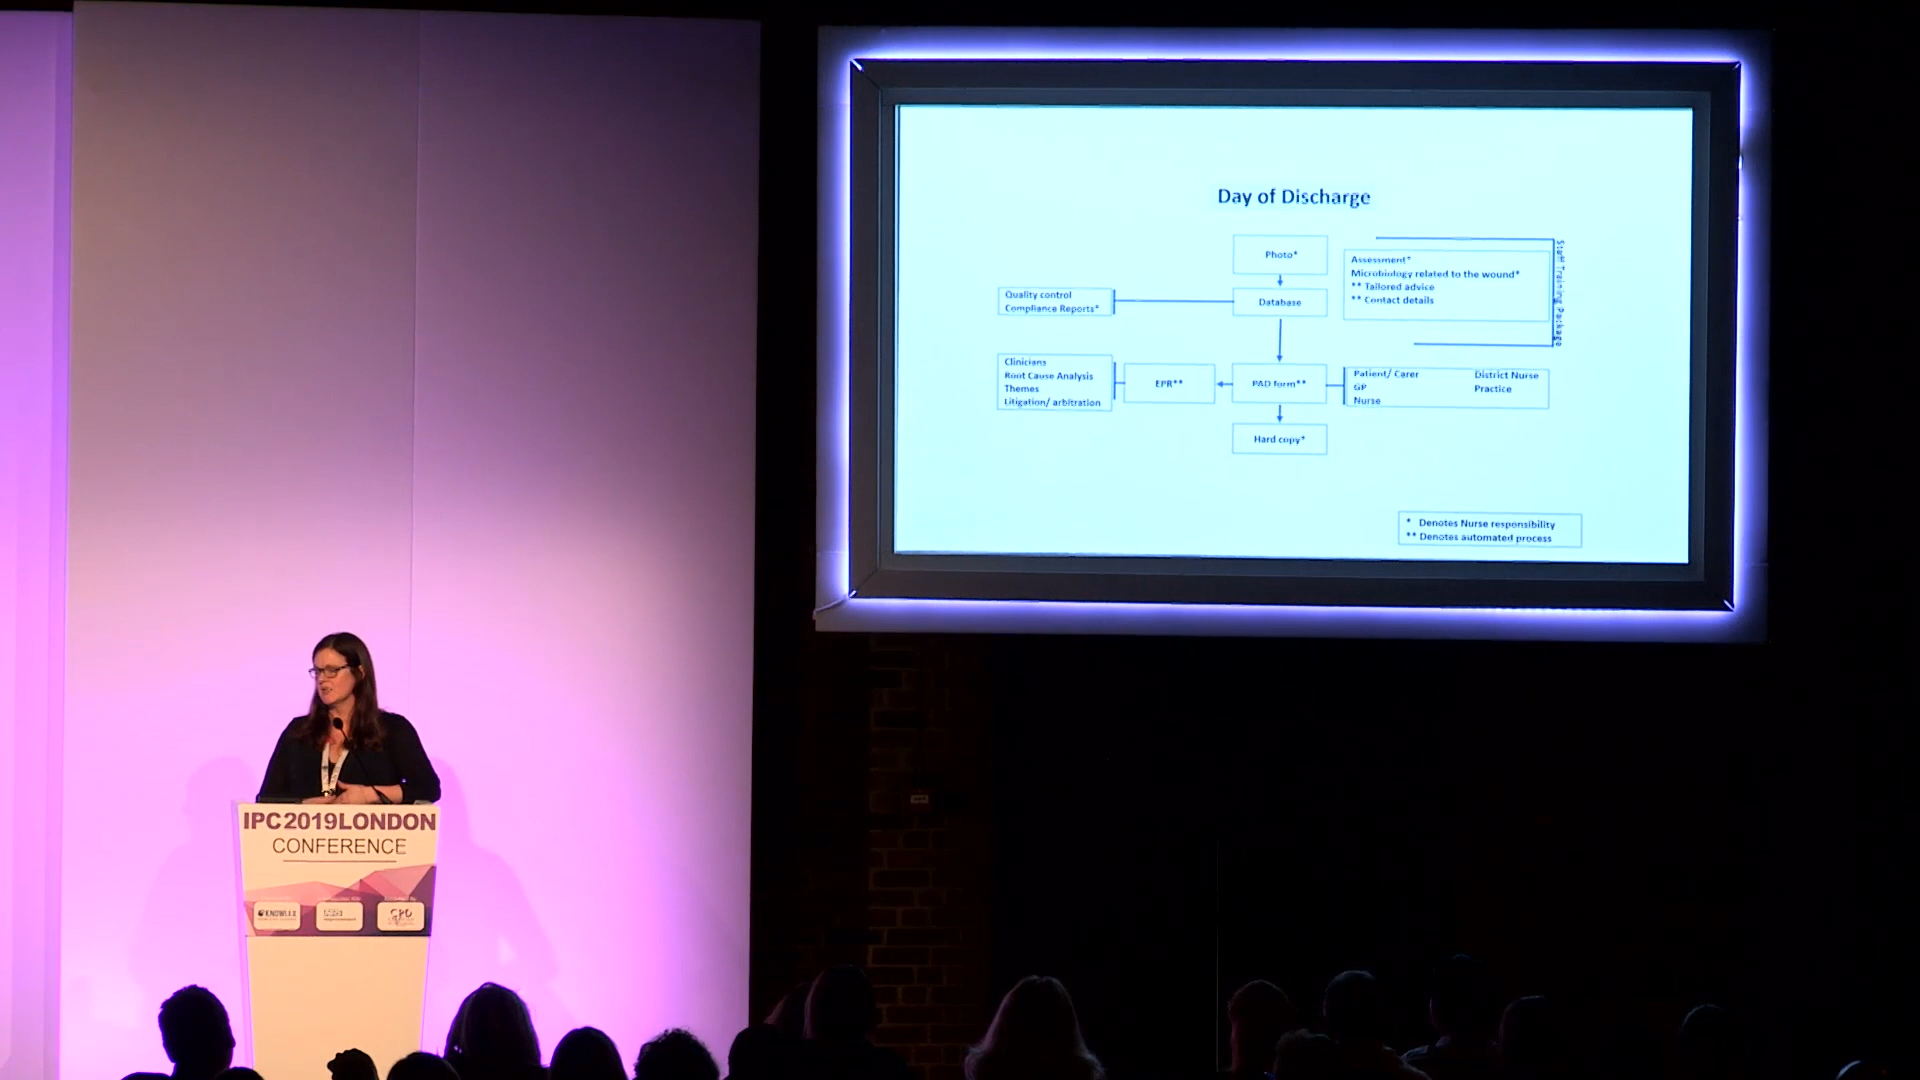 Day of Discharge
Photo*
Assessment*
Microbiology related to the wound*
** Tailored advice
** Contact details
Staff Training Package
Quality control
Compliance Reports*
Database
Clinicians
Root Cause Analysis
Themes
Litigation/ arbitration
EPR**
PAD form**
Patient/ Carer District Nurse
GP Practice
Nurse
Hard copy*
* Denotes Nurse responsibility
** Denotes automated process
IPC2019LONDON
CONFERENCE
KNOWLEX
CPD